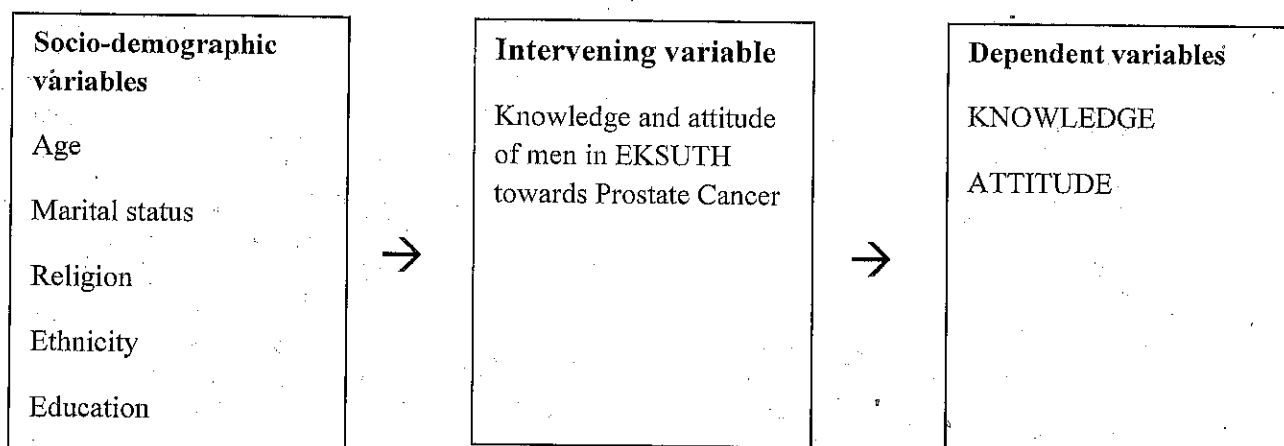 Socio-demographic
variables
Age
Marital status
Religion
Ethnicity
Education
→
Intervening variable
Knowledge and attitude
of men in EKSUTH
towards Prostate Cancer
→
Dependent variables
KNOWLEDGE
ATTITUDE